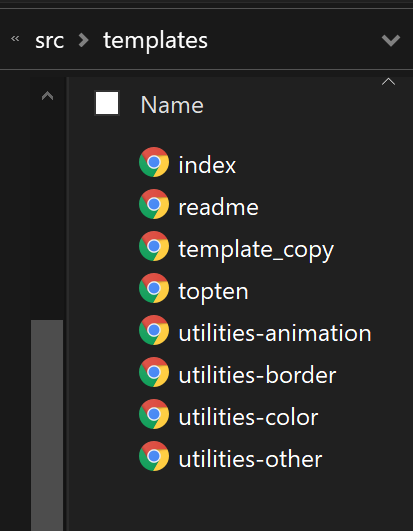 « src > templates
Name
index
readme
template_copy
topten
utilities-animation
utilities-border
utilities-color
utilities-other